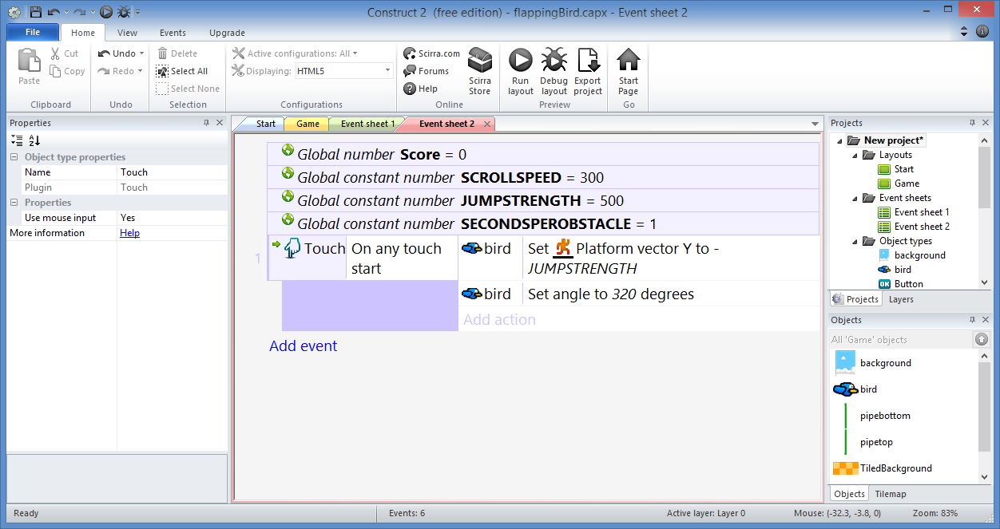 Construct 2 (free edition) - flappingBird.capx - Event sheet 2
File Home View Events Upgrade
Paste
Cut
Copy
Clipboard
Undo
Redo
Undo
Delete
Select All
Select None
Selection
Active configurations: All
Displaying: HTML5
Configurations
Scirra.com
Forums
Help
Scirra
Store
Online
Run
layout
Debug
layout
Export
project
Preview
Start
Page
Go
Properties
Object type properties
Name Touch
Plugin Touch
Properties
Use mouse input Yes
More information Help
Start Game Event sheet 1 Event sheet 2
Global number Score = 0
Global constant number SCROLLSPEED = 300
Global constant number JUMPSTRENGTH = 500
Global constant number SECONDSPEROBSTACLE = 1
1 Touch On any touch start bird Set Platform vector Y to -JUMPSTRENGTH
bird Set angle to 320 degrees
Add action
Add event
Projects
New project*
Layouts
Start
Game
Event sheets
Event sheet 1
Event sheet 2
Object types
background
bird
OK Button
Projects Layers
Objects
All 'Game' objects
background
bird
pipebottom
pipetop
TiledBackground
Objects Tilemap
Ready Events: 6 Active layer: Layer 0 Mouse: (-32.3, -3.8, 0) Zoom: 83%